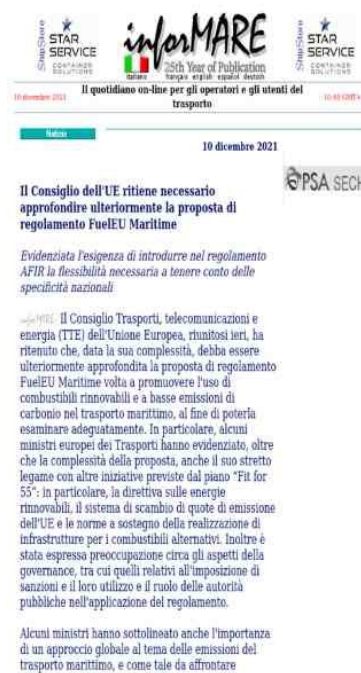 ShipStore
STAR
SERVICE
CONTAINER
SOLUTIONS
inforMARE
25th Year of Publication
italiano français english español deutsch
ShipStore
STAR
SERVICE
CONTAINER
SOLUTIONS
10 dicembre 2021
Il quotidiano on-line per gli operatori e gli utenti del
trasporto
Notizie
10 dicembre 2021
PSA SECH
Il Consiglio dell'UE ritiene necessario
approfondire ulteriormente la proposta di
regolamento FuelEU Maritime
Evidenziata l'esigenza di introdurre nel regolamento
AFIR la flessibilità necessaria a tenere conto delle
specificità nazionali
inforMARE Il Consiglio Trasporti, telecomunicazioni e
energia (TTE) dell'Unione Europea, riunitosi ieri, ha
ritenuto che, data la sua complessità, debba essere
ulteriormente approfondita la proposta di regolamento
FuelEU Maritime volta a promuovere l'uso di
combustibili rinnovabili e a basse emissioni di
carbonio nel trasporto marittimo, al fine di poterla
esaminare adeguatamente. In particolare, alcuni
ministri europei dei Trasporti hanno evidenziato, oltre
che la complessità della proposta, anche il suo stretto
legame con altre iniziative previste dal piano "Fit for
55": in particolare, la direttiva sulle energie
rinnovabili, il sistema di scambio di quote di emissione
dell'UE e le norme a sostegno della realizzazione di
infrastrutture per i combustibili alternativi. Inoltre è
stata espressa preoccupazione circa gli aspetti della
governance, tra cui quelli relativi all'imposizione di
sanzioni e il loro utilizzo e il ruolo delle autorità
pubbliche nell'applicazione del regolamento.
Alcuni ministri hanno sottolineato anche l'importanza
di un approccio globale al tema delle emissioni del
trasporto marittimo, e come tale da affrontare